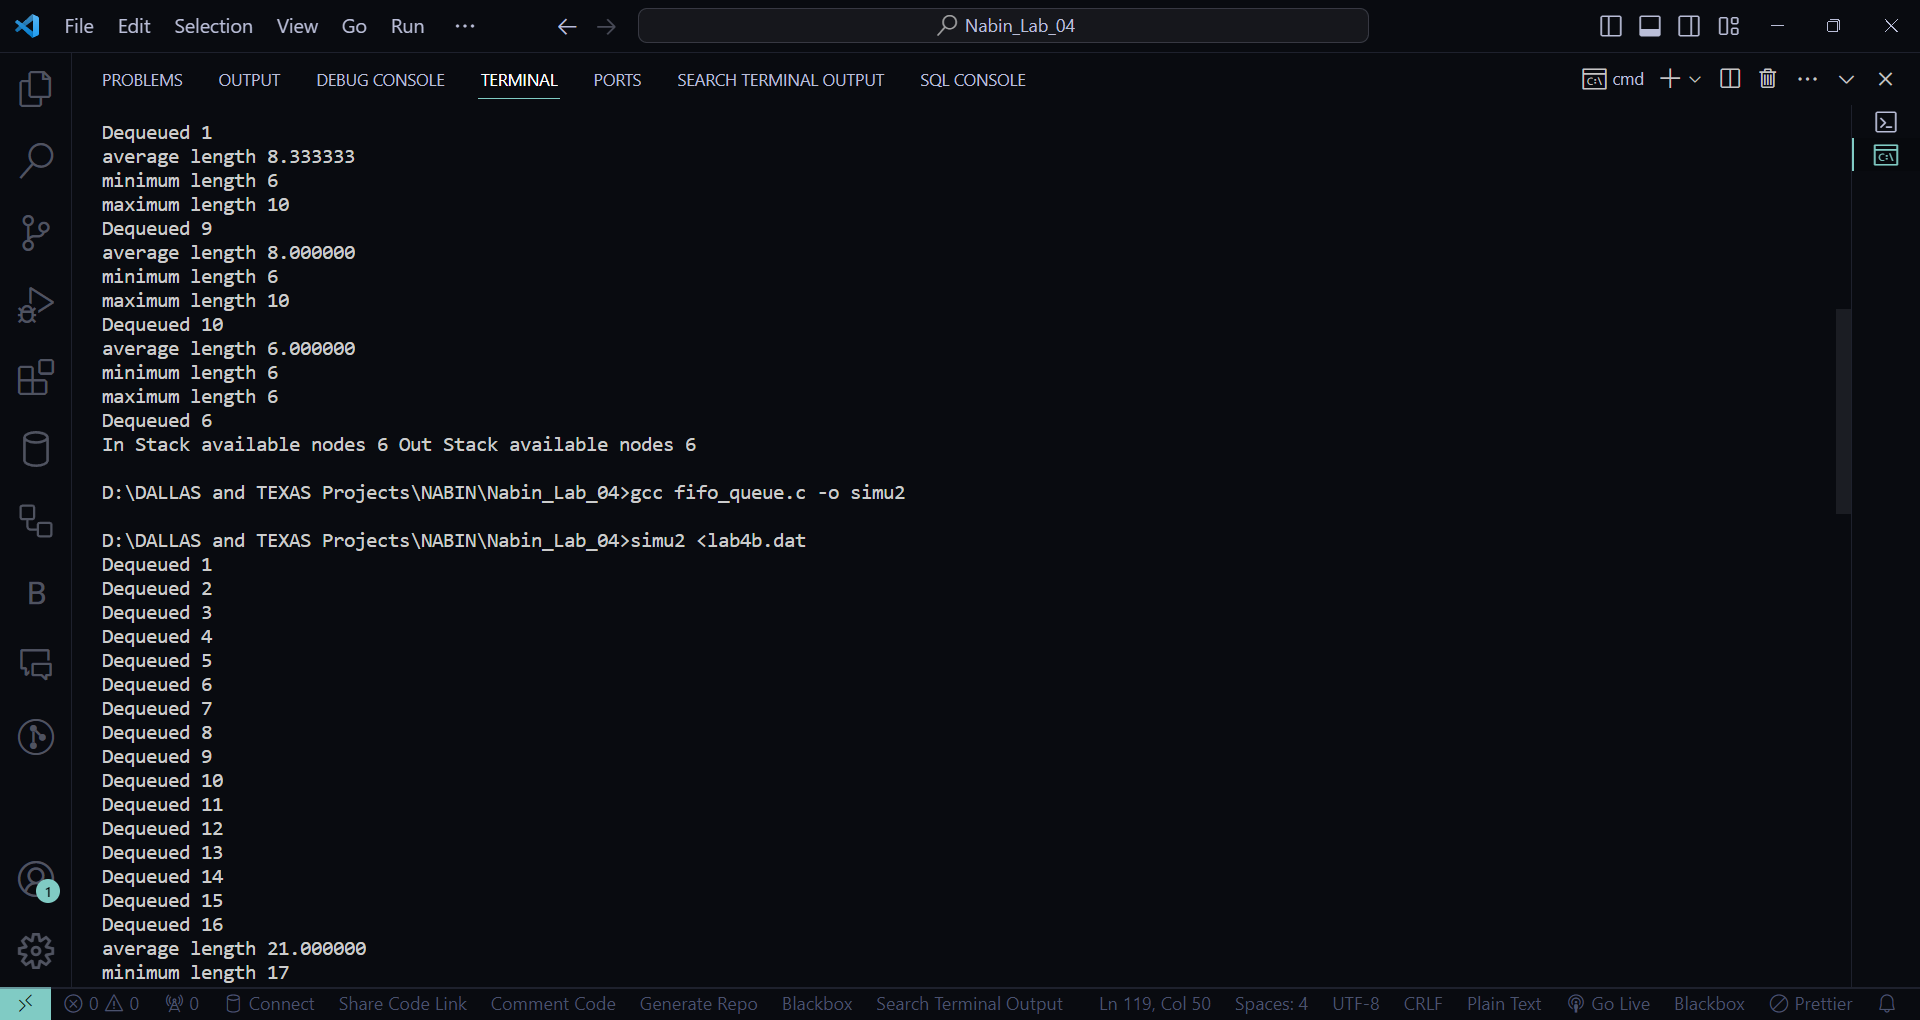 File Edit Selection View Go Run ··· Nabin_Lab_04
PROBLEMS OUTPUT DEBUG CONSOLE TERMINAL PORTS SEARCH TERMINAL OUTPUT SQL CONSOLE cmd
Dequeued 1
average length 8.333333
minimum length 6
maximum length 10
Dequeued 9
average length 8.000000
minimum length 6
maximum length 10
Dequeued 10
average length 6.000000
minimum length 6
maximum length 6
Dequeued 6
In Stack available nodes 6 Out Stack available nodes 6
D:\DALLAS and TEXAS Projects\NABIN\Nabin_Lab_04>gcc fifo_queue.c -o simu2
D:\DALLAS and TEXAS Projects\NABIN\Nabin_Lab_04>simu2 <lab4b.dat
Dequeued 1
Dequeued 2
Dequeued 3
Dequeued 4
Dequeued 5
Dequeued 6
Dequeued 7
Dequeued 8
Dequeued 9
Dequeued 10
Dequeued 11
Dequeued 12
Dequeued 13
Dequeued 14
Dequeued 15
Dequeued 16
average length 21.000000
minimum length 17
B
1
0 0 0 Connect Share Code Link Comment Code Generate Repo Blackbox Search Terminal Output Ln 119, Col 50 Spaces: 4 UTF-8 CRLF Plain Text Go Live Blackbox Prettier